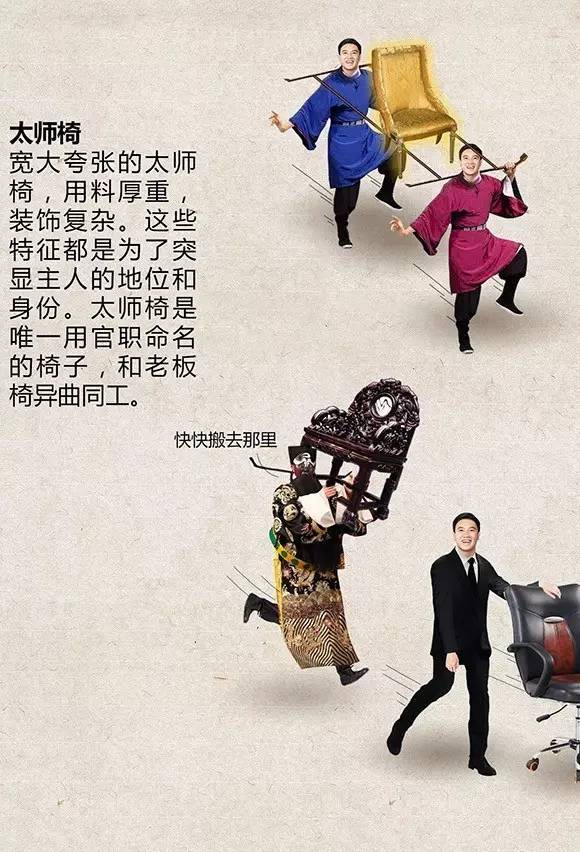 太师椅
宽大夸张的太师
椅，用料厚重，
装饰复杂。这些
特征都是为了突
显主人的地位和
身份。太师椅是
唯一用官职命名
的椅子，和老板
椅异曲同工。
快快搬去那里